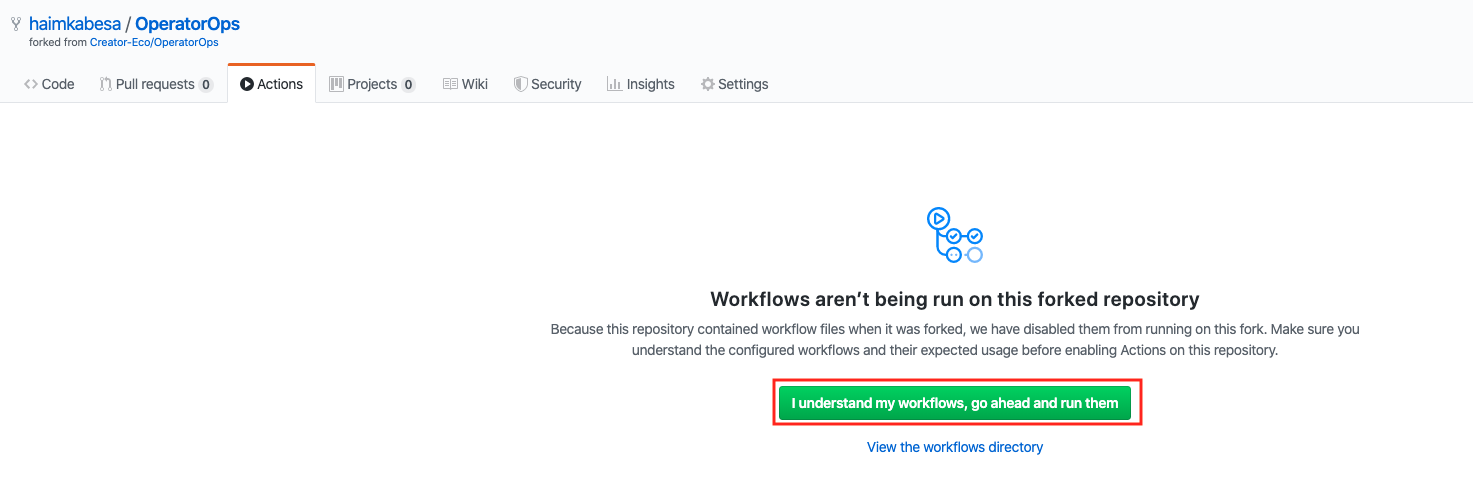 haimkabesa / OperatorOps
forked from Creator-Eco/OperatorOps
Code Pull requests 0 Actions Projects 0 Wiki Security Insights Settings
Workflows aren’t being run on this forked repository
Because this repository contained workflow files when it was forked, we have disabled them from running on this fork. Make sure you
understand the configured workflows and their expected usage before enabling Actions on this repository.
I understand my workflows, go ahead and run them
View the workflows directory